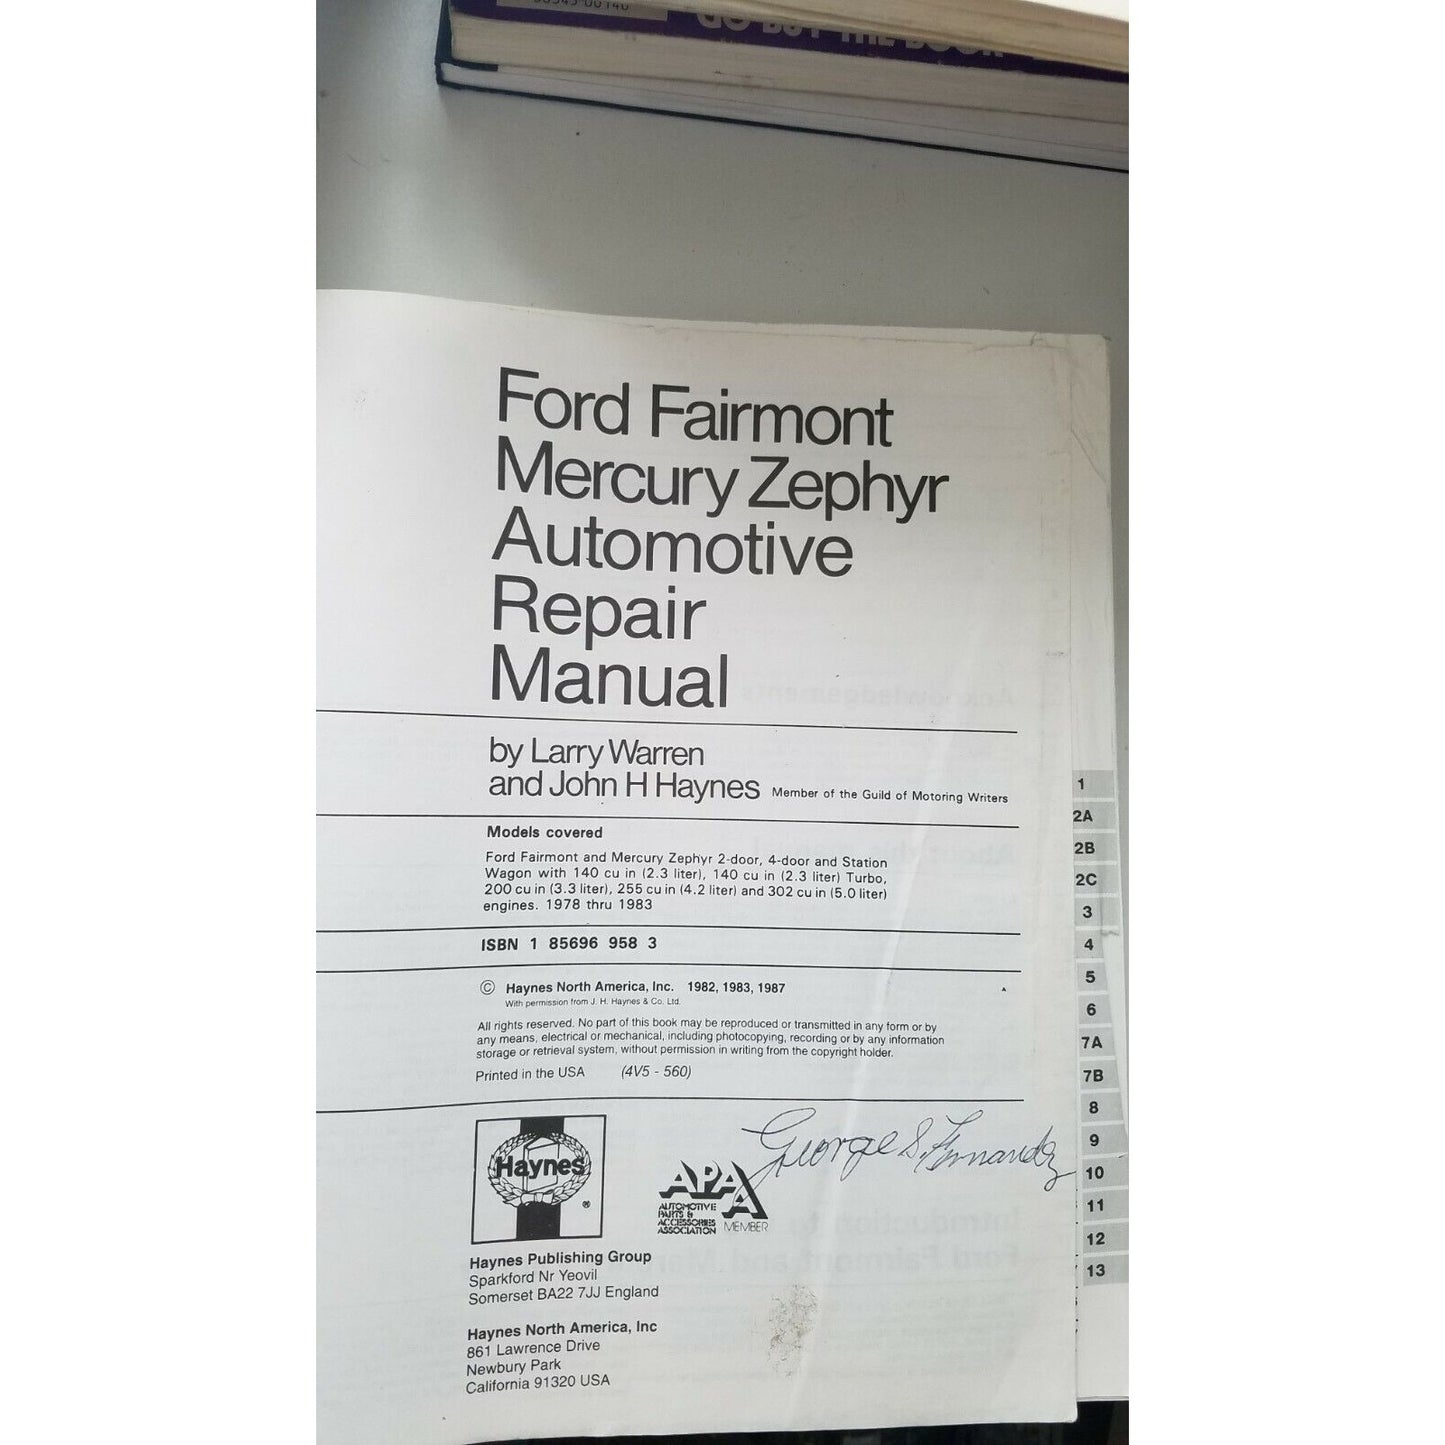 GO BUY THE BOOK
Ford Fairmont
Mercury Zephyr
Automotive
Repair
Manual
by Larry Warren
and John H Haynes Member of the Guild of Motoring Writers
Models covered
Ford Fairmont and Mercury Zephyr 2-door, 4-door and Station
Wagon with 140 cu in (2.3 liter), 140 cu in (2.3 liter) Turbo,
200 cu in (3.3 liter), 255 cu in (4.2 liter) and 302 cu in (5.0 liter)
engines. 1978 thru 1983
ISBN 1 85696 958 3
© Haynes North America, Inc. 1982, 1983, 1987
With permission from J. H. Haynes & Co. Ltd.
All rights reserved. No part of this book may be reproduced or transmitted in any form or by
any means, electrical or mechanical, including photocopying, recording or by any information
storage or retrieval system, without permission in writing from the copyright holder.
Printed in the USA (4V5 - 560)
George S. Fernandez
Haynes ®
APAA
AUTOMOTIVE
PARTS &
ACCESSORIES
ASSOCIATION MEMBER
Haynes Publishing Group
Sparkford Nr Yeovil
Somerset BA22 7JJ England
Haynes North America, Inc
861 Lawrence Drive
Newbury Park
California 91320 USA
1
2A
2B
2C
3
4
5
6
7A
7B
8
9
10
11
12
13